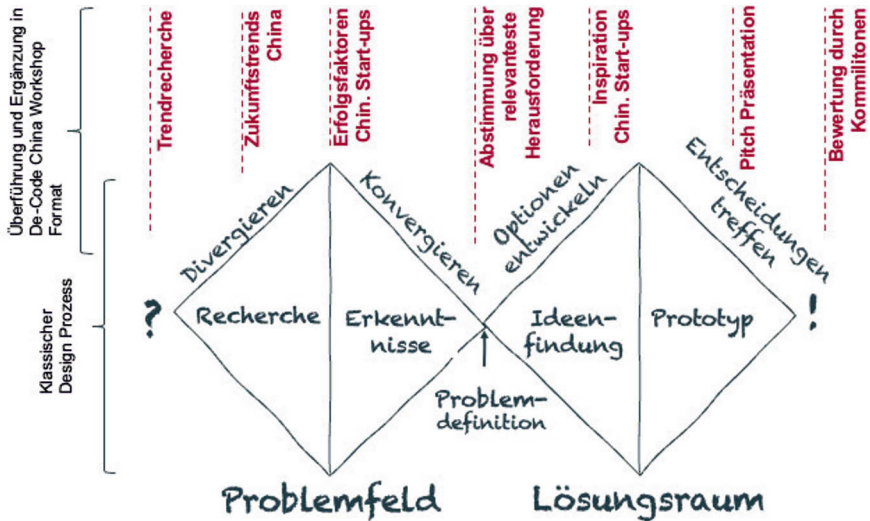 Überführung und Ergänzung in
De-Code China Workshop
Format
Klassischer
Design Prozess
Trendrecherche
Zukunftstrends
China
Erfolgsfaktoren
Chin. Start-ups
Abstimmung über
relevanteste
Herausforderung
Inspiration
Chin. Start-ups
Pitch Präsentation
Bewertung durch
Kommilitonen
Divergieren
Konvergieren
Optionen
entwickeln
Entscheidungen
treffen
?
Recherche
Erkennt-
nisse
Ideen-
findung
Prototyp
!
Problem-
definition
Problemfeld
Lösungsraum